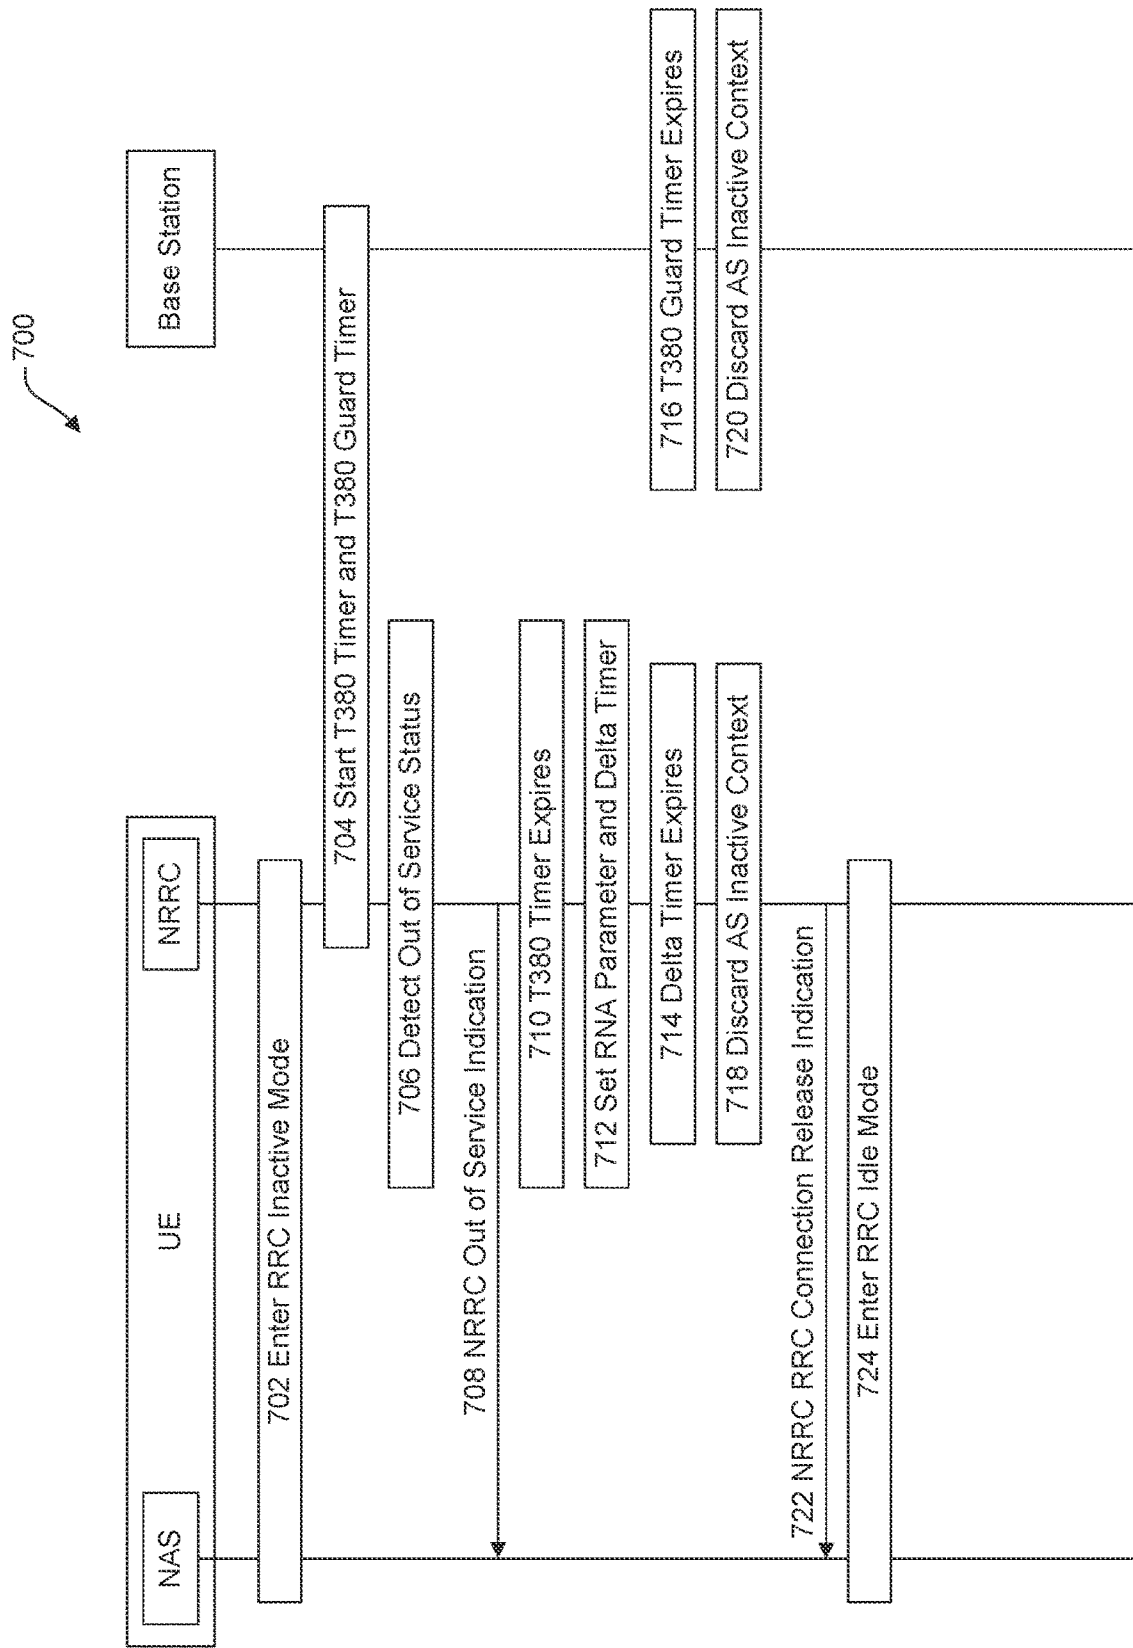 700
UE
NAS
NRRC
Base Station
702 Enter RRC Inactive Mode
704 Start T380 Timer and T380 Guard Timer
706 Detect Out of Service Status
708 NRRC Out of Service Indication
710 T380 Timer Expires
712 Set RNA Parameter and Delta Timer
714 Delta Timer Expires
716 T380 Guard Timer Expires
718 Discard AS Inactive Context
720 Discard AS Inactive Context
722 NRRC RRC Connection Release Indication
724 Enter RRC Idle Mode